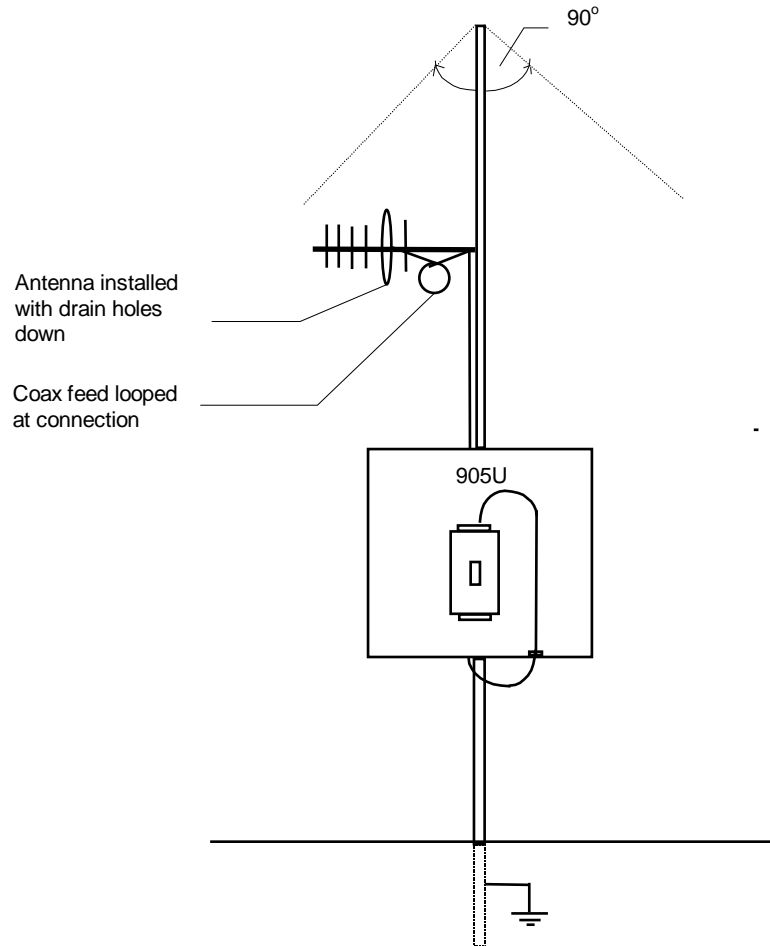 90°
Antenna installed
with drain holes
down
Coax feed looped
at connection
905U